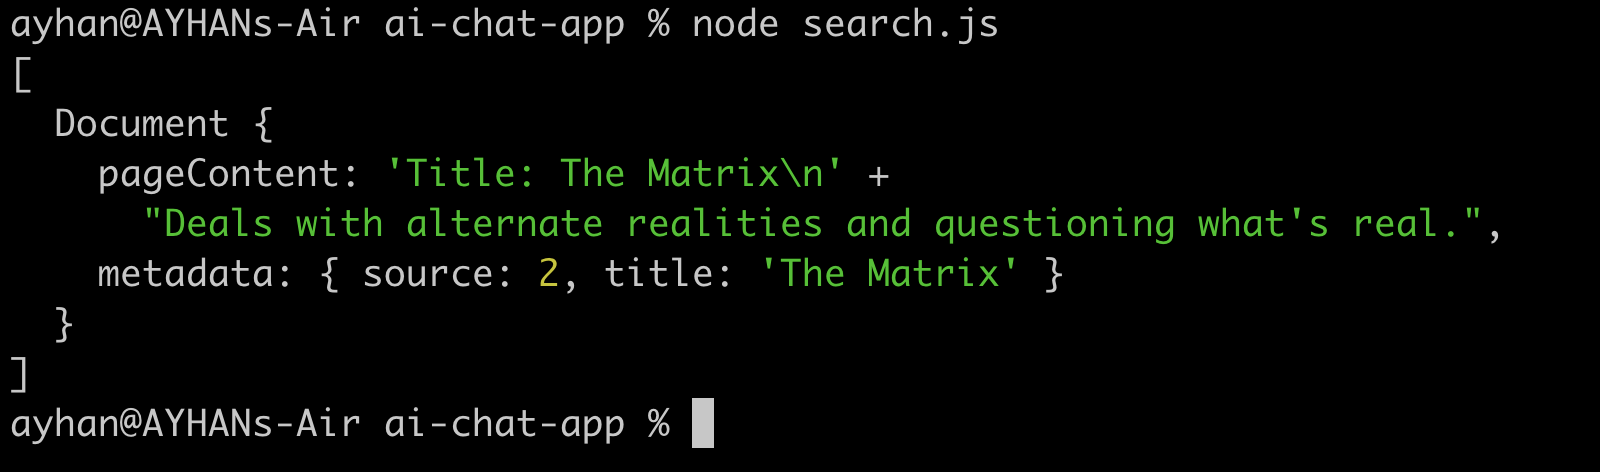 ayhan@AYHANs-Air ai-chat-app % node search.js
[
  Document {
    pageContent: 'Title: The Matrix\n' +
      "Deals with alternate realities and questioning what's real.",
    metadata: { source: 2, title: 'The Matrix' }
  }
]
ayhan@AYHANs-Air ai-chat-app %